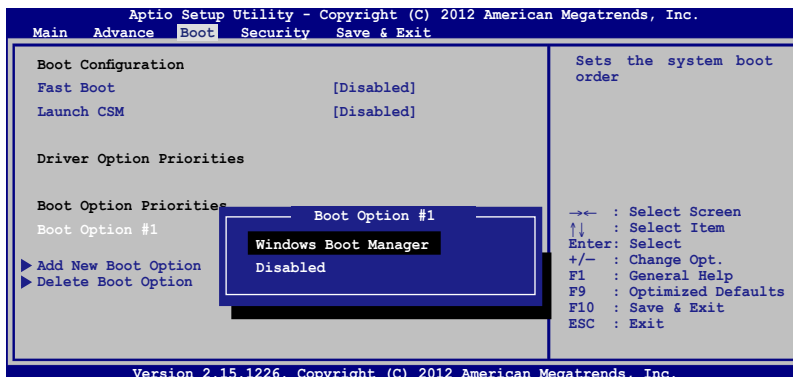 Aptio Setup Utility - Copyright (C) 2012 American Megatrends, Inc.
Main Advance Boot Security Save & Exit
Boot Configuration
Fast Boot [Disabled]
Launch CSM [Disabled]
Driver Option Priorities
Boot Option Priorities
Boot Option #1
Add New Boot Option
Delete Boot Option
Boot Option #1
Windows Boot Manager
Disabled
Sets the system boot
order
→← : Select Screen
↑↓ : Select Item
Enter: Select
+/— : Change Opt.
F1 : General Help
F9 : Optimized Defaults
F10 : Save & Exit
ESC : Exit
Version 2.15.1226. Copyright (C) 2012 American Megatrends, Inc.